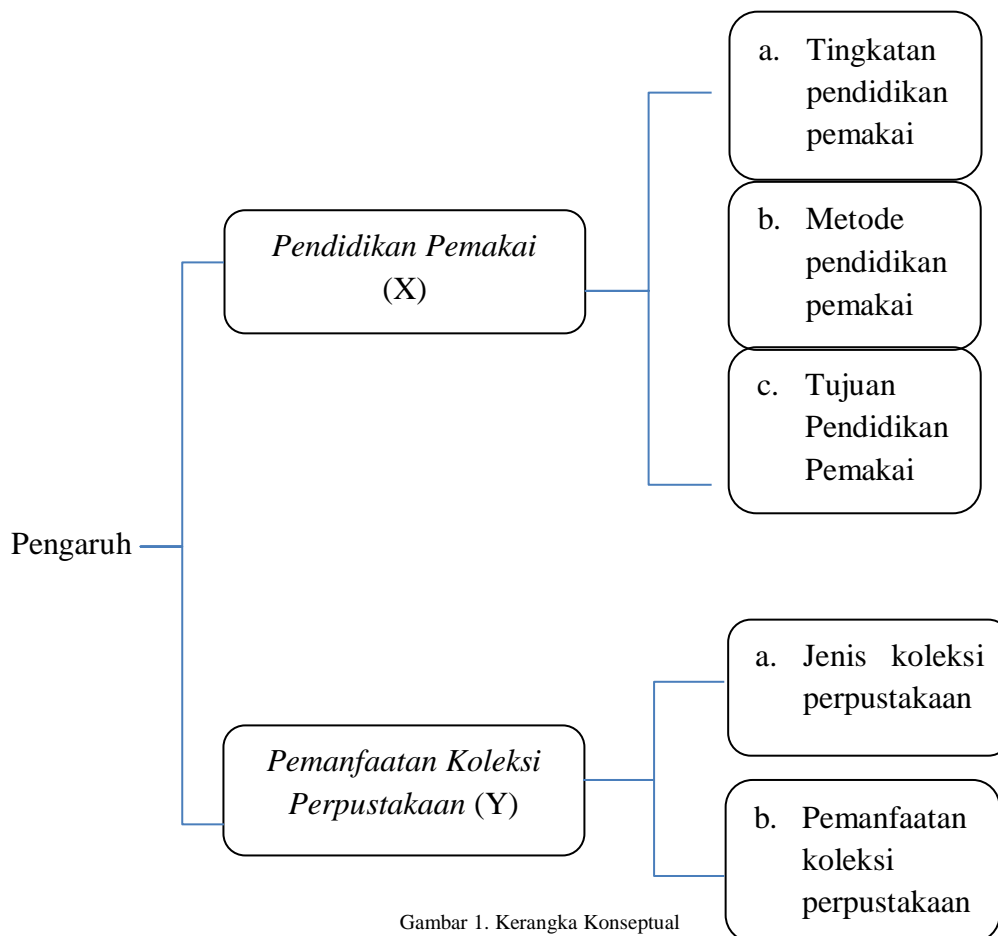 a. Tingkatan
pendidikan
pemakai
Pendidikan Pemakai
(X)
b. Metode
pendidikan
pemakai
c. Tujuan
Pendidikan
Pemakai
Pengaruh
Pemanfaatan Koleksi
Perpustakaan (Y)
a. Jenis koleksi
perpustakaan
b. Pemanfaatan
koleksi
perpustakaan
Gambar 1. Kerangka Konseptual